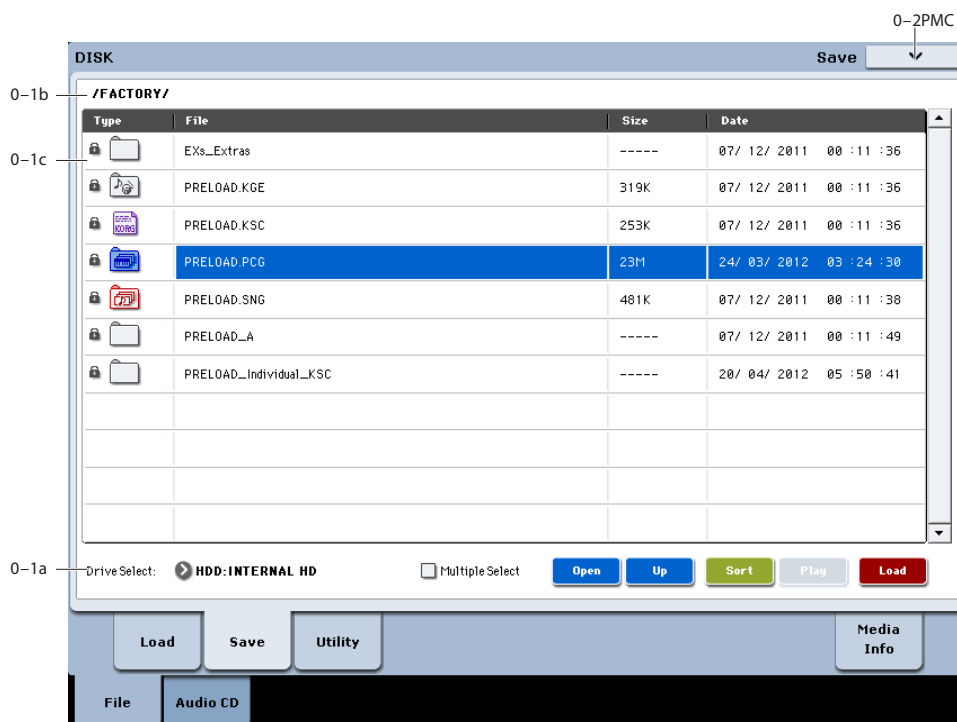 0–2PMC
DISK Save
0–1b /FACTORY/
Type File Size Date
0–1c EXs_Extras ----- 07/ 12/ 2011 00 :11 :36
PRELOAD.KGE 319K 07/ 12/ 2011 00 :11 :36
KORG PRELOAD.KSC 253K 07/ 12/ 2011 00 :11 :36
PRELOAD.PCG 23M 24/ 03/ 2012 03 :24 :30
PRELOAD.SNG 481K 07/ 12/ 2011 00 :11 :38
PRELOAD_A ----- 07/ 12/ 2011 00 :11 :49
PRELOAD_Individual_KSC ----- 20/ 04/ 2012 05 :50 :41
0–1a Drive Select: HDD:INTERNAL HD Multiple Select Open Up Sort Play Load
Load Save Utility Media Info
File Audio CD